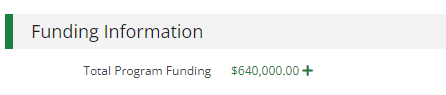 Funding Information
Total Program Funding $640,000.00 +